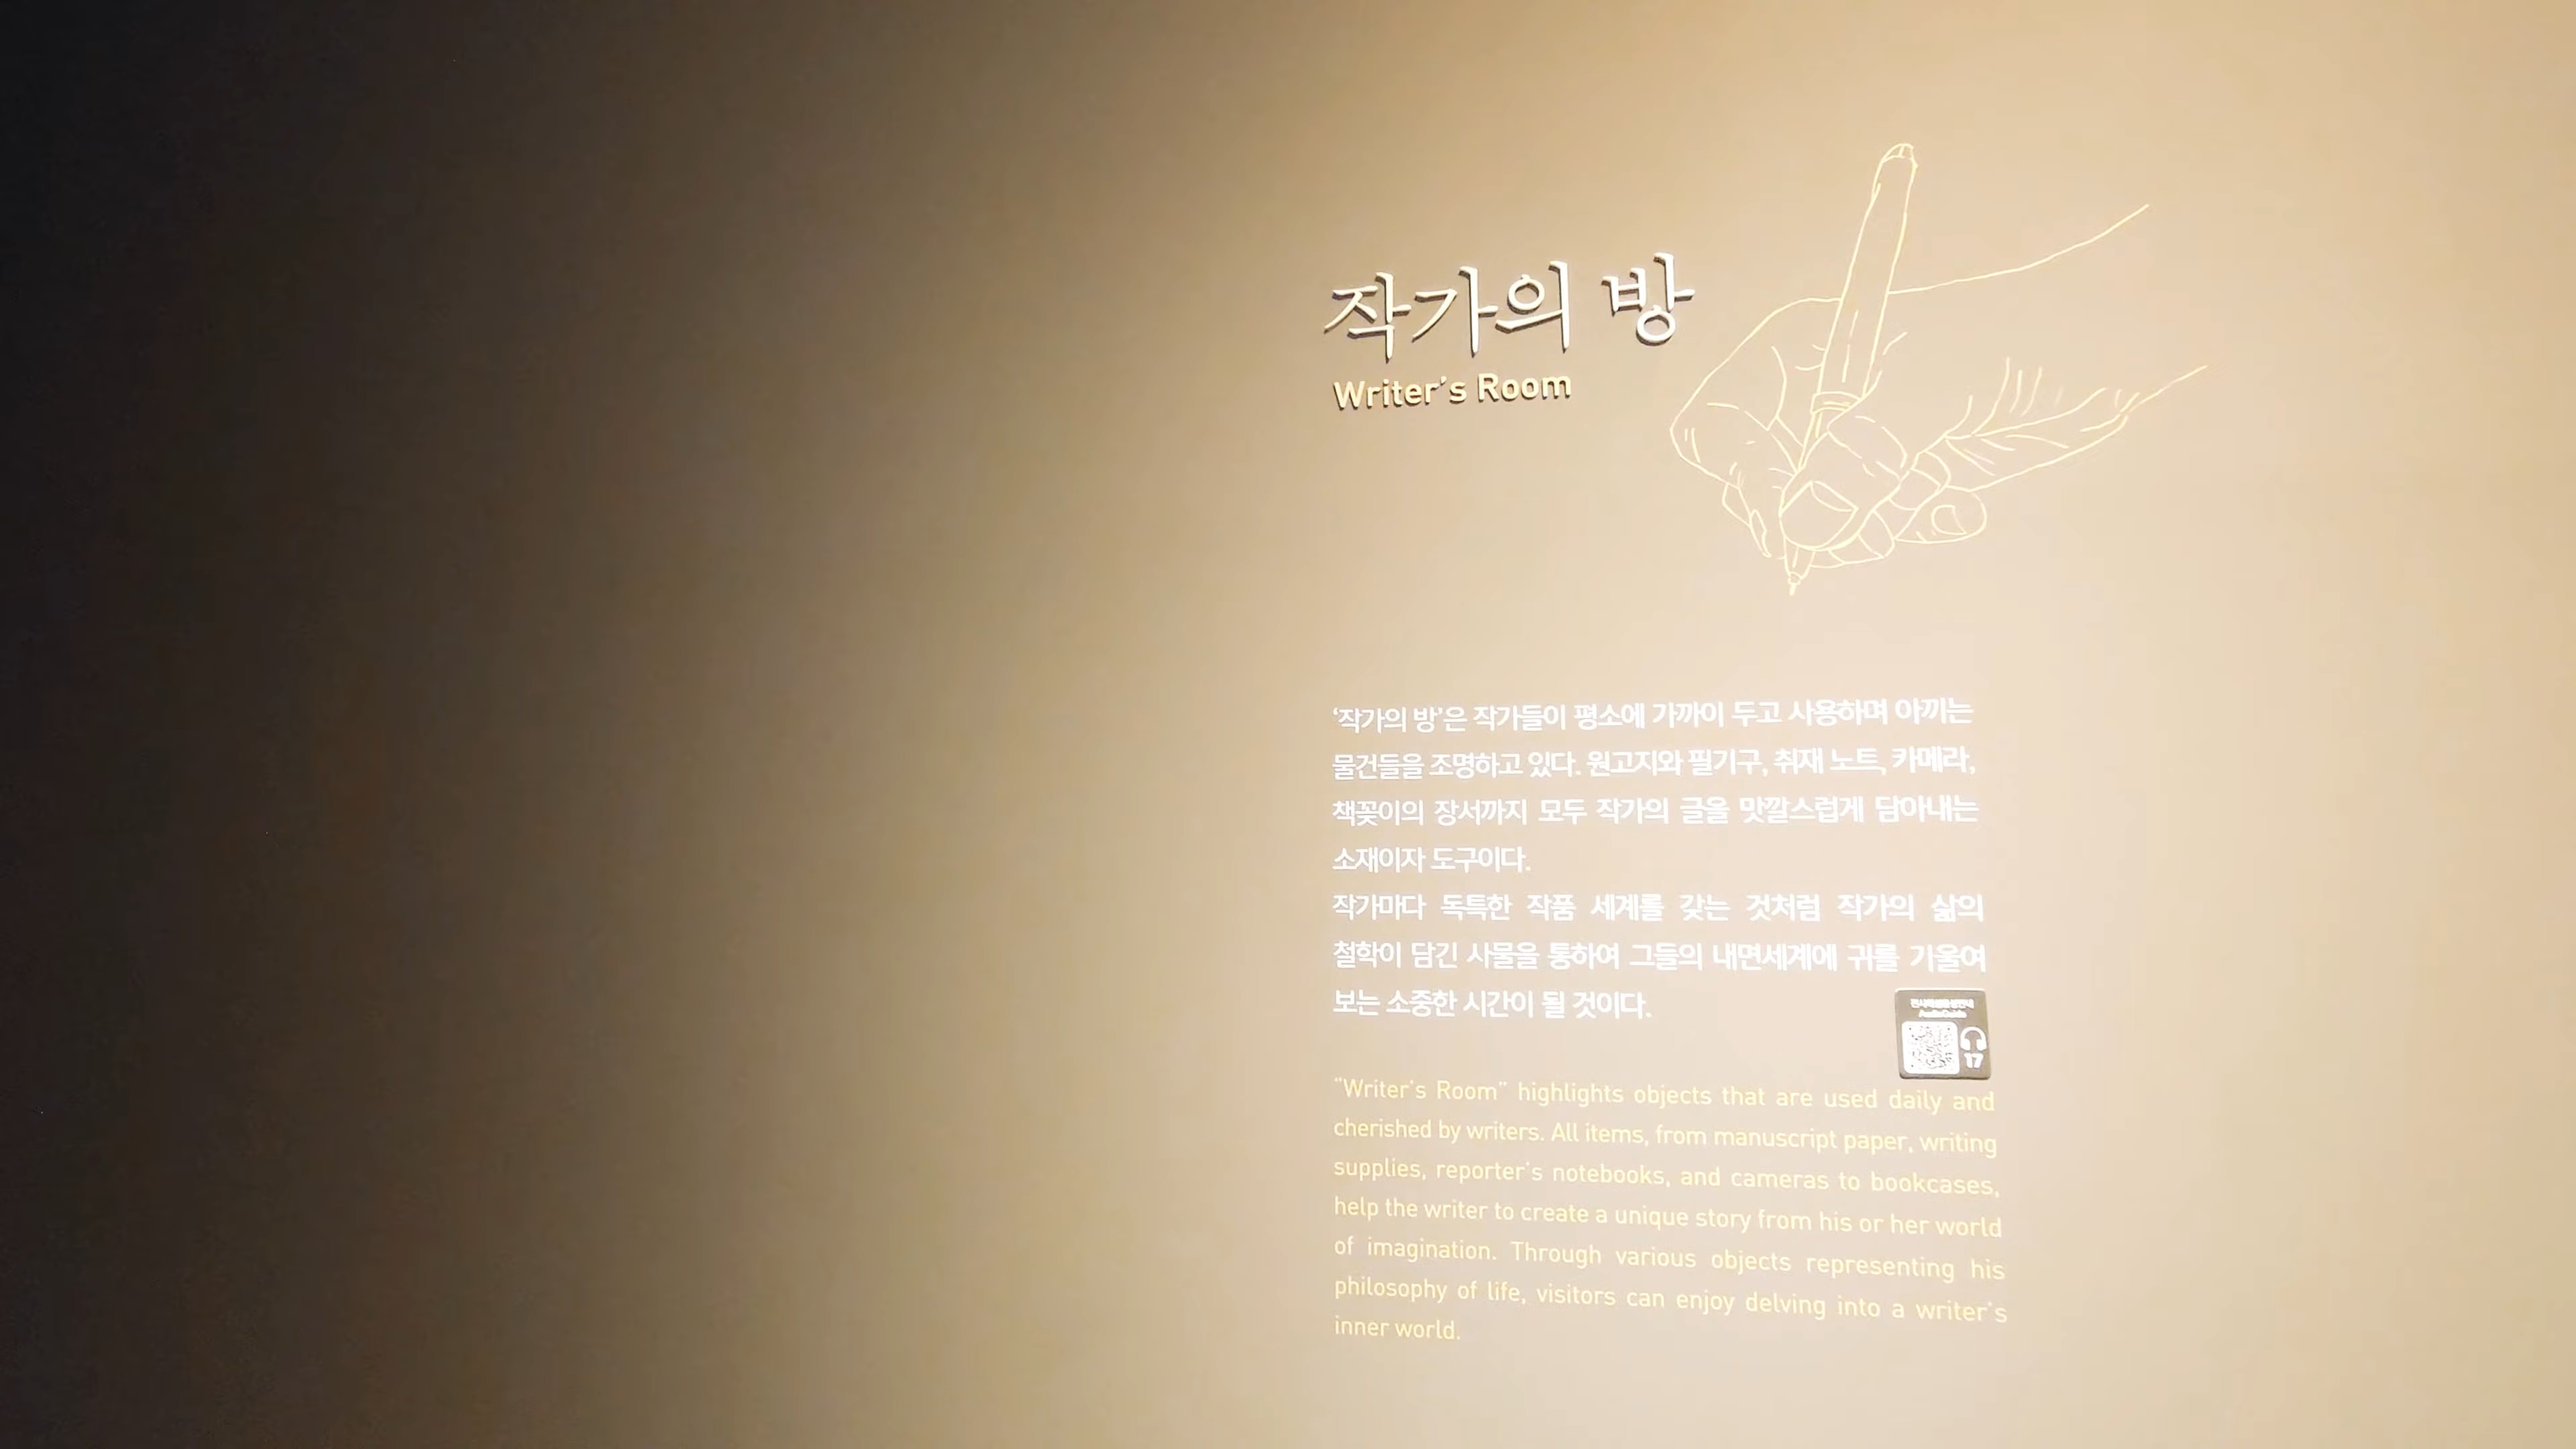 작가의 방
Writer's Room
‘작가의 방’은 작가들이 평소에 가까이 두고 사용하며 아끼는
물건들을 조명하고 있다. 원고지와 필기구, 취재 노트, 카메라,
책꽂이의 장서까지 모두 작가의 글을 맛깔스럽게 담아내는
소재이자 도구이다.
작가마다 독특한 작품 세계를 갖는 것처럼 작가의 삶의
철학이 담긴 사물을 통하여 그들의 내면세계에 귀를 기울여
보는 소중한 시간이 될 것이다.
AudioGuide
17
"Writer's Room" highlights objects that are used daily and
cherished by writers. All items, from manuscript paper, writing
supplies, reporter's notebooks, and cameras to bookcases,
help the writer to create a unique story from his or her world
of imagination. Through various objects representing his
philosophy of life, visitors can enjoy delving into a writer's
inner world.